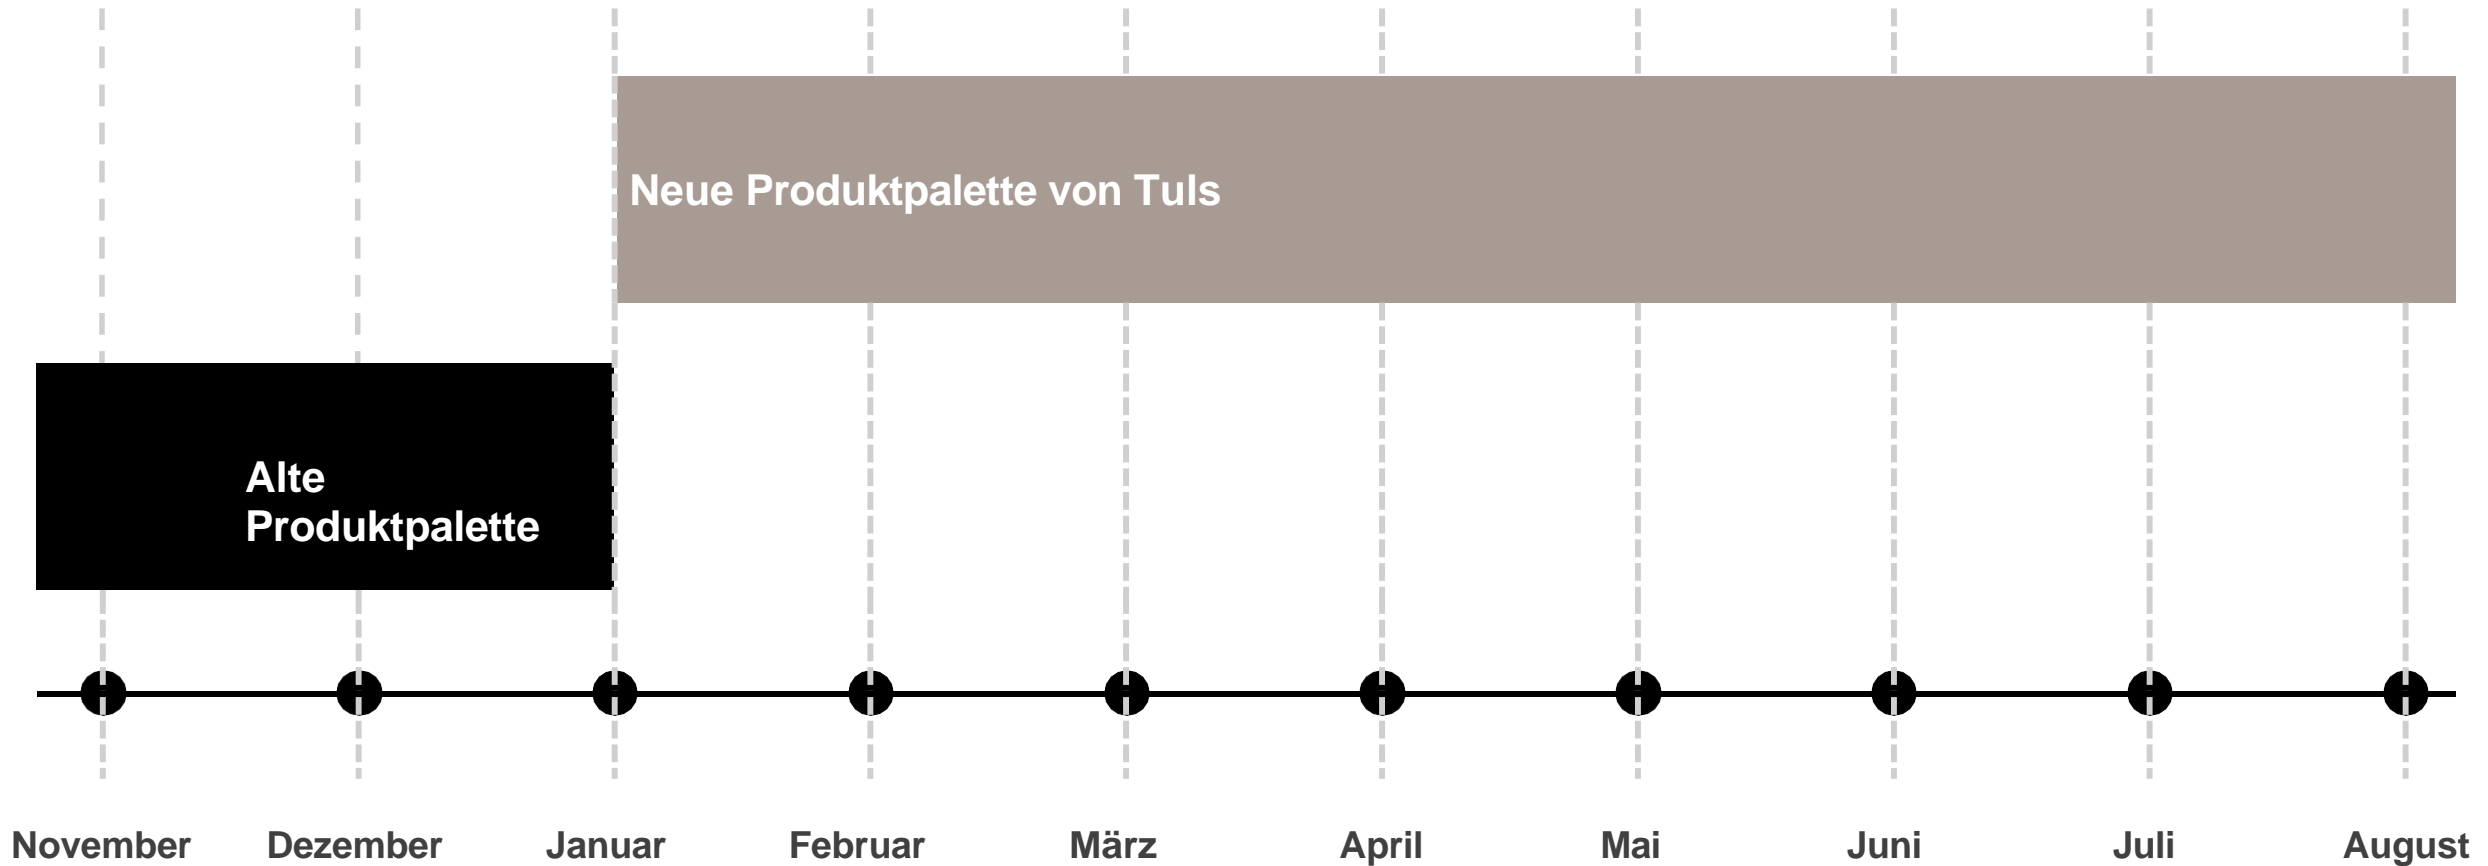 Neue Produktpalette von Tuls
Alte
Produktpalette
November Dezember Januar Februar März April Mai Juni Juli August